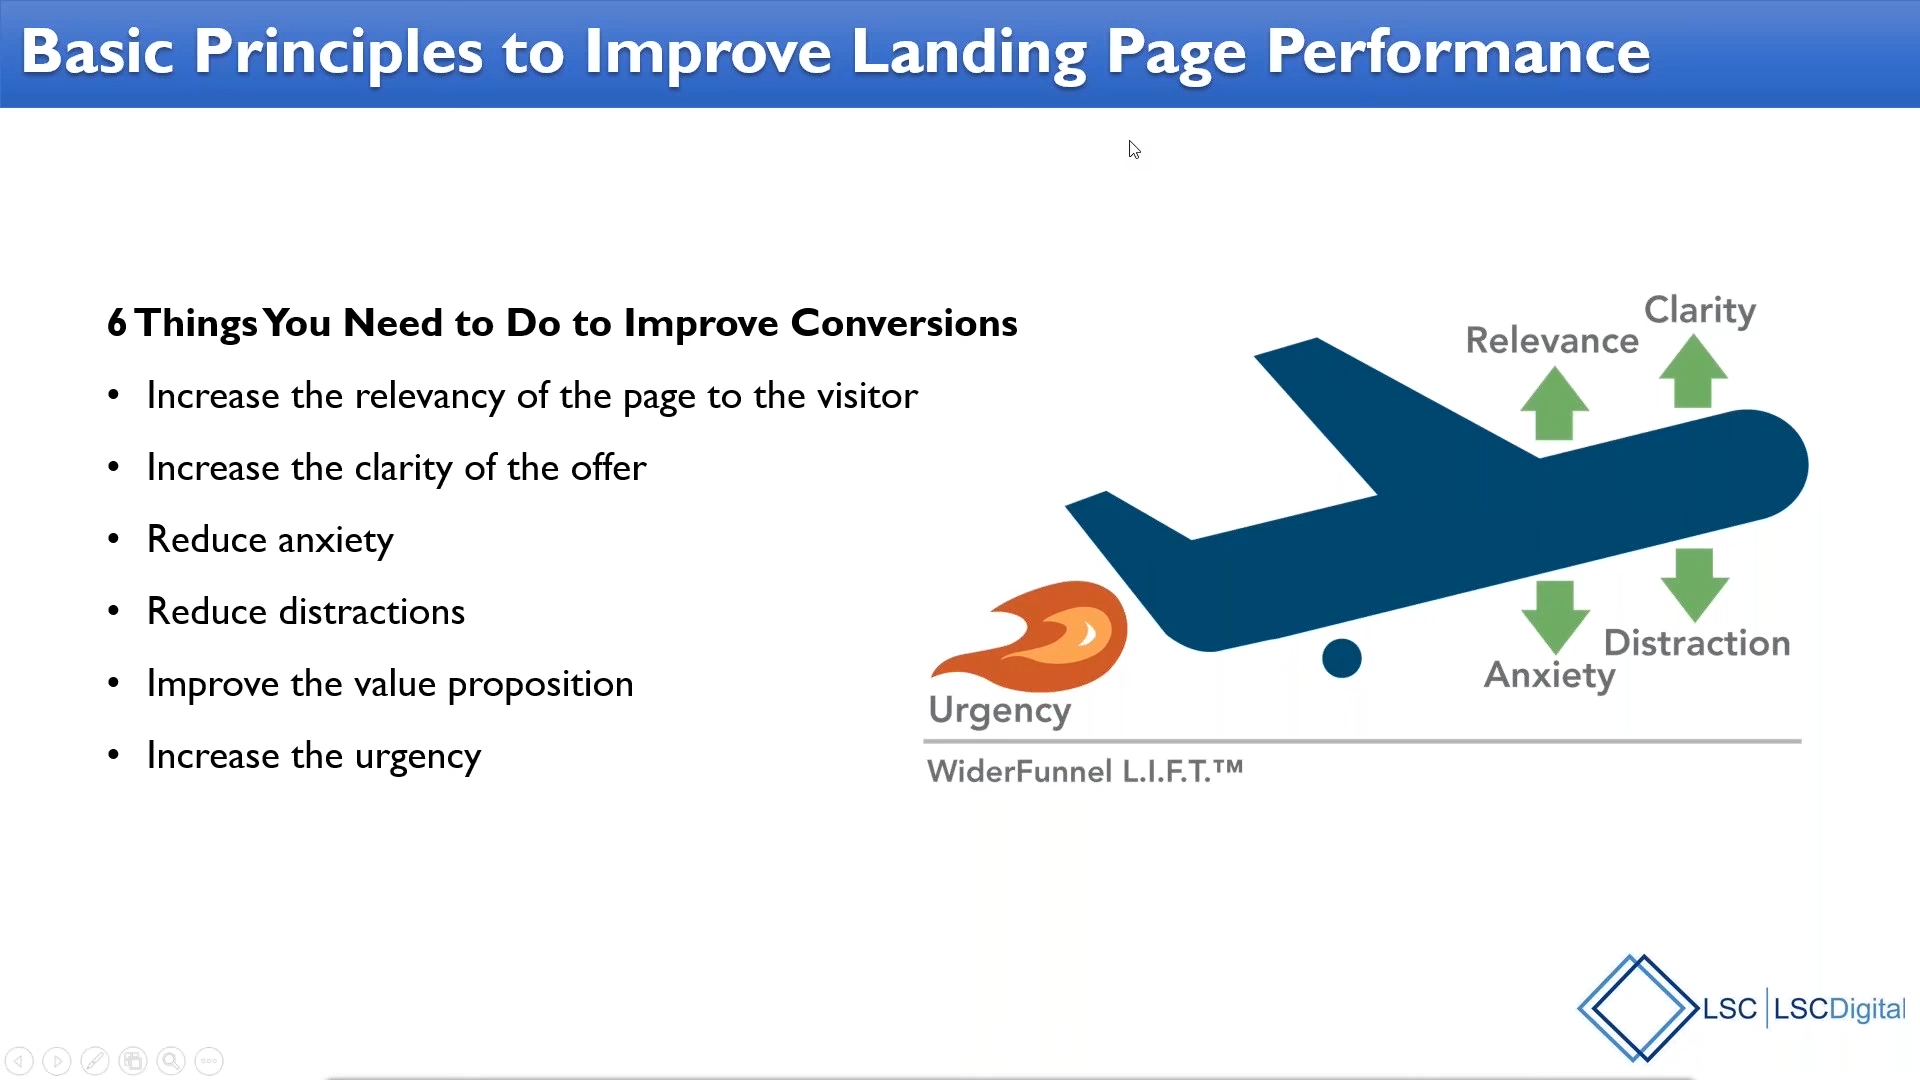 Basic Principles to Improve Landing Page Performance
6 Things You Need to Do to Improve Conversions
• Increase the relevancy of the page to the visitor
• Increase the clarity of the offer
• Reduce anxiety
• Reduce distractions
• Improve the value proposition
• Increase the urgency
Clarity
Relevance
Distraction
Anxiety
Urgency
WiderFunnel L.I.F.T.™
LSC | LSCDigital